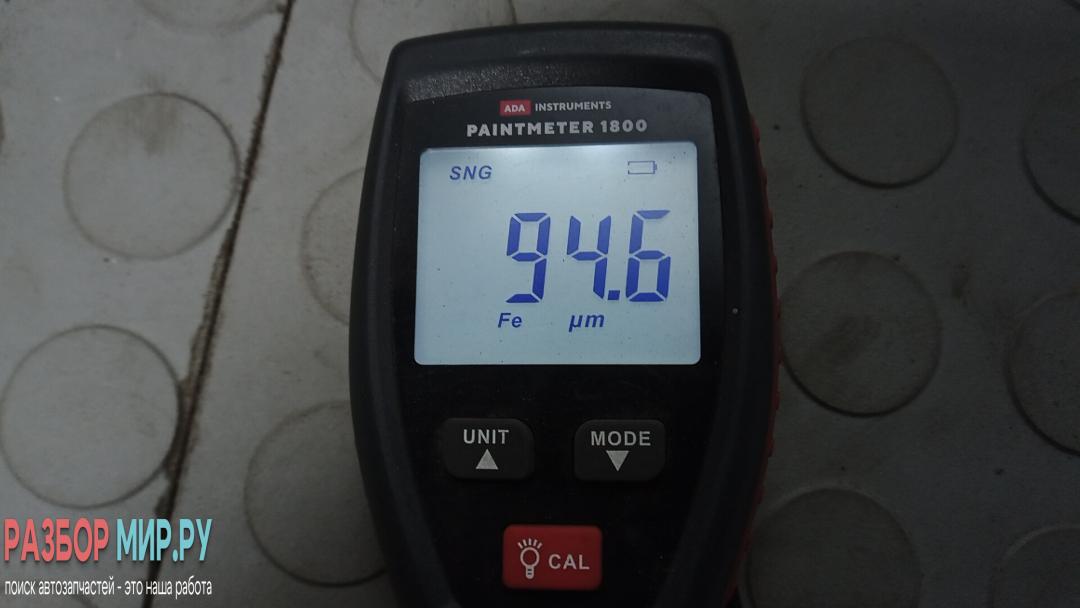 ADA INSTRUMENTS
PAINTMETER 1800
SNG
94.6
Fe µm
UNIT MODE
CAL
РАЗБОР МИР.РУ
поиск автозапчастей - это наша работа